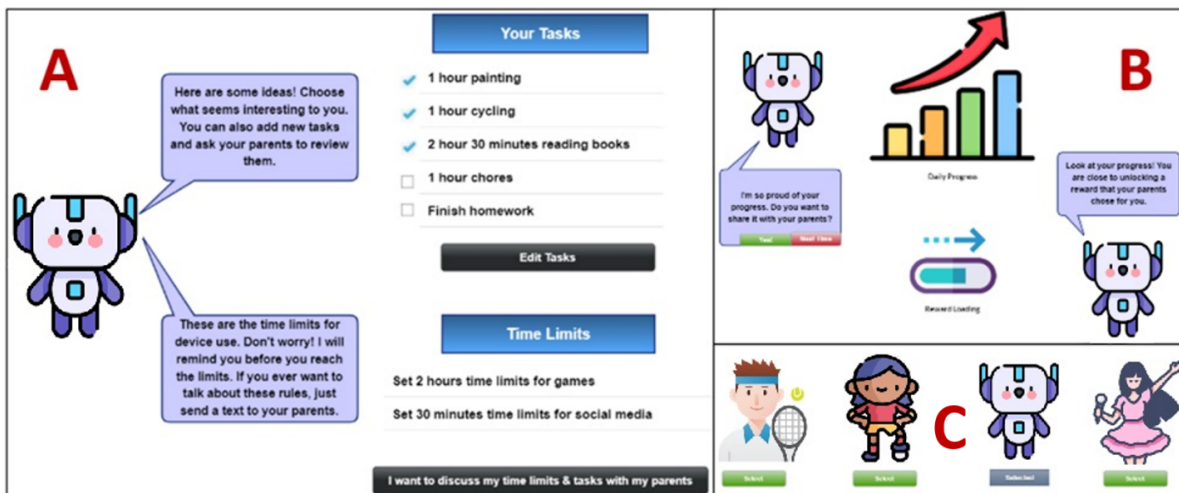 A
Here are some ideas! Choose
what seems interesting to you.
You can also add new tasks
and ask your parents to review
them.
These are the time limits for
device use. Don't worry! I will
remind you before you reach
the limits. If you ever want to
talk about these rules, just
send a text to your parents.
Your Tasks
1 hour painting
1 hour cycling
2 hour 30 minutes reading books
1 hour chores
Finish homework
Edit Tasks
Time Limits
Set 2 hours time limits for games
Set 30 minutes time limits for social media
I want to discuss my time limits & tasks with my parents
B
I'm so proud of your
progress. Do you want to
share it with your parents?
Yes!
Next time
Daily Progress
Look at your progress! You
are close to unlocking a
reward that your parents
chose for you.
Reward Loading
C
Select
Select
Selected
Select